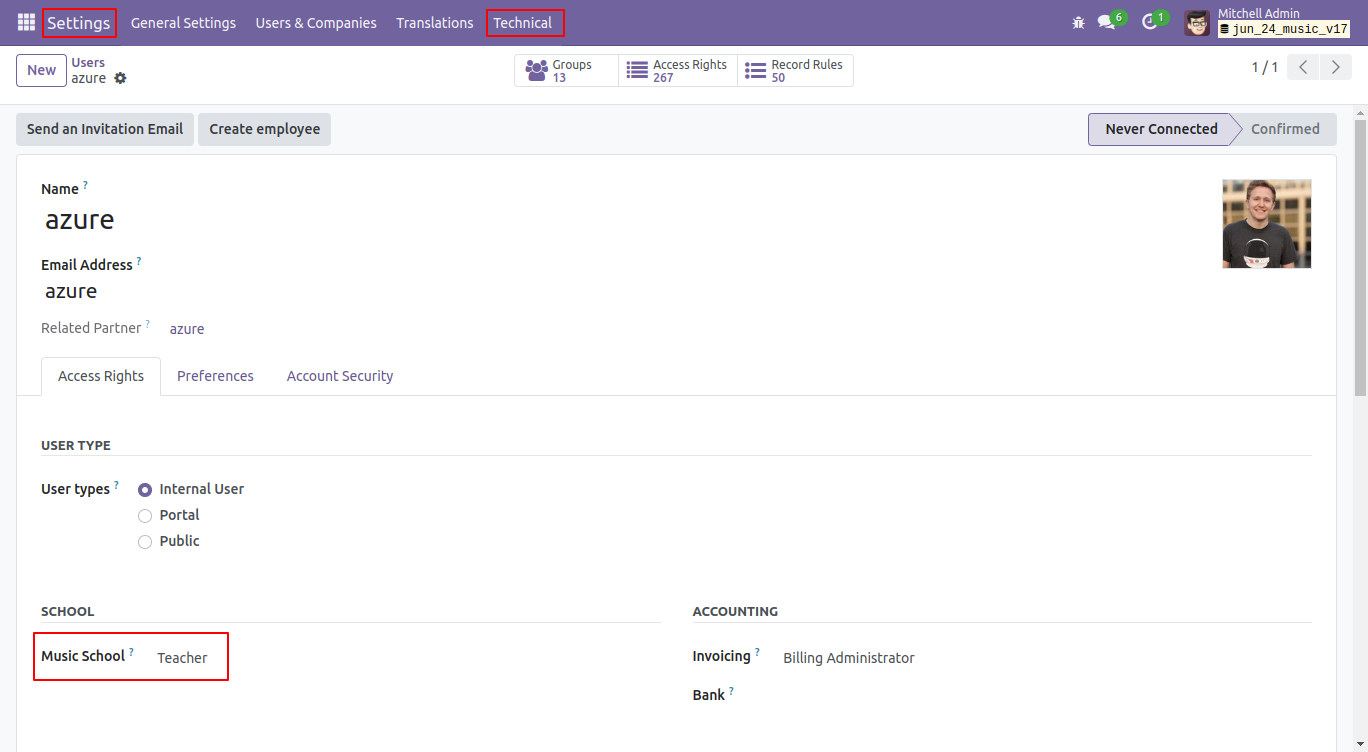 Settings General Settings Users & Companies Translations Technical 6 1 Mitchell Admin
jun_24_music_v17
New Users
azure
Groups 13 Access Rights 267 Record Rules 50 1 / 1
Send an Invitation Email Create employee Never Connected Confirmed
Name ?
azure
Email Address ?
azure
Related Partner ? azure
Access Rights Preferences Account Security
USER TYPE
User types ? Internal User
Portal
Public
SCHOOL ACCOUNTING
Music School ? Teacher Invoicing ? Billing Administrator
Bank ?